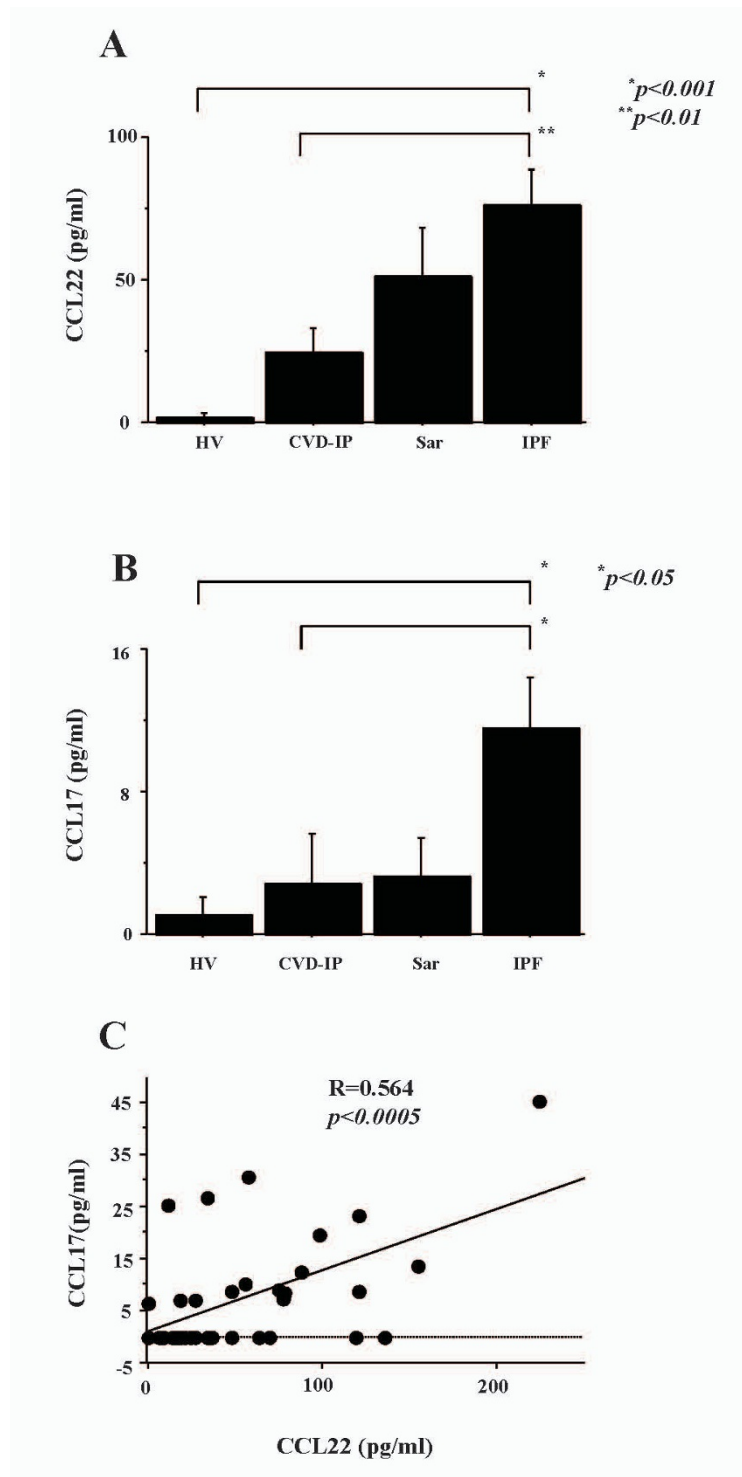 A
* *p<0.001
** **p<0.01
100
50
0
CCL22 (pg/ml)
HV CVD-IP Sar IPF
B
* *p<0.05
*
16
8
0
CCL17 (pg/ml)
HV CVD-IP Sar IPF
C
R=0.564
p<0.0005
45
35
25
15
5
-5
CCL17(pg/ml)
0 100 200
CCL22 (pg/ml)